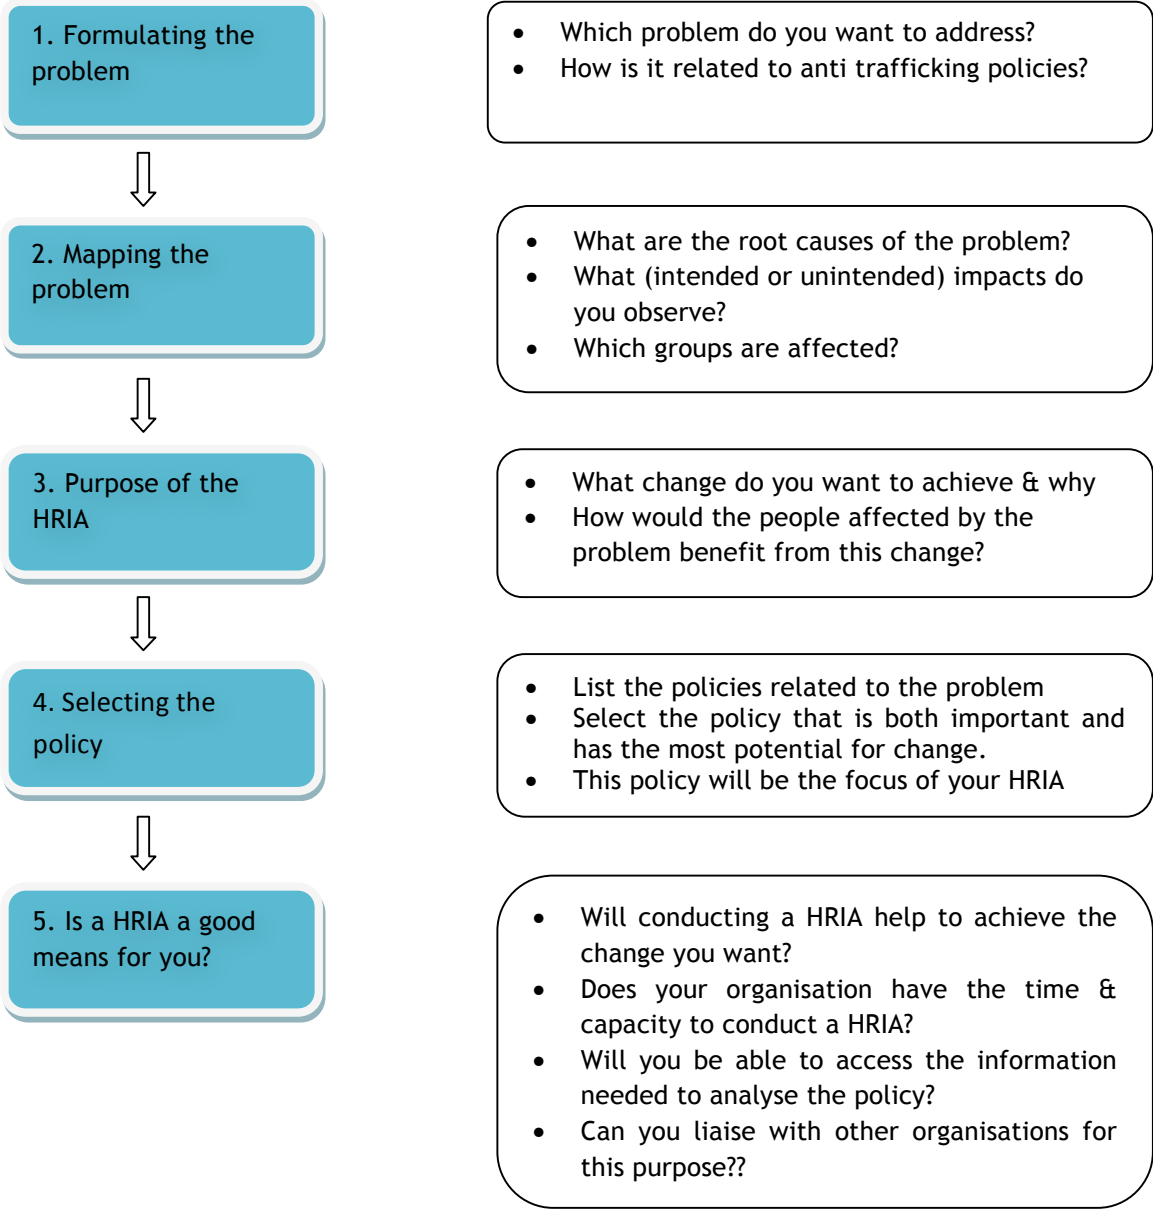 1. Formulating the
problem
• Which problem do you want to address?
• How is it related to anti trafficking policies?
2. Mapping the
problem
• What are the root causes of the problem?
• What (intended or unintended) impacts do
you observe?
• Which groups are affected?
3. Purpose of the
HRIA
• What change do you want to achieve & why
• How would the people affected by the
problem benefit from this change?
4. Selecting the
policy
• List the policies related to the problem
• Select the policy that is both important and
has the most potential for change.
• This policy will be the focus of your HRIA
5. Is a HRIA a good
means for you?
• Will conducting a HRIA help to achieve the
change you want?
• Does your organisation have the time &
capacity to conduct a HRIA?
• Will you be able to access the information
needed to analyse the policy?
• Can you liaise with other organisations for
this purpose??